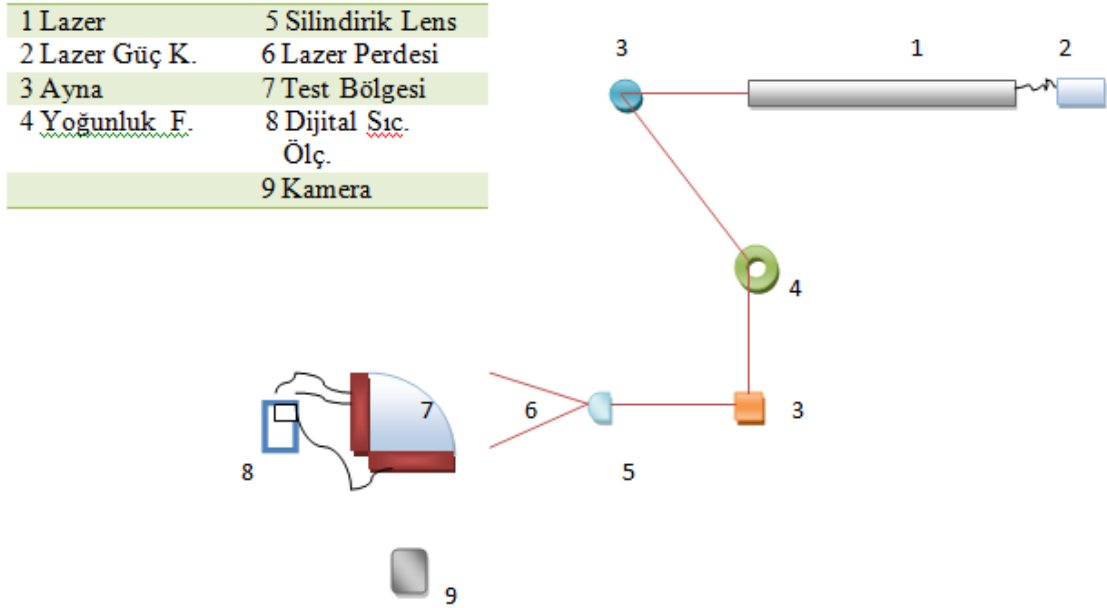 1 Lazer 5 Silindirik Lens
2 Lazer Güç K. 6 Lazer Perdesi
3 Ayna 7 Test Bölgesi
4 Yoğunluk F. 8 Dijital Sıc.
Ölç.
9 Kamera
3 1 2
4
7 6 3
8 5
9